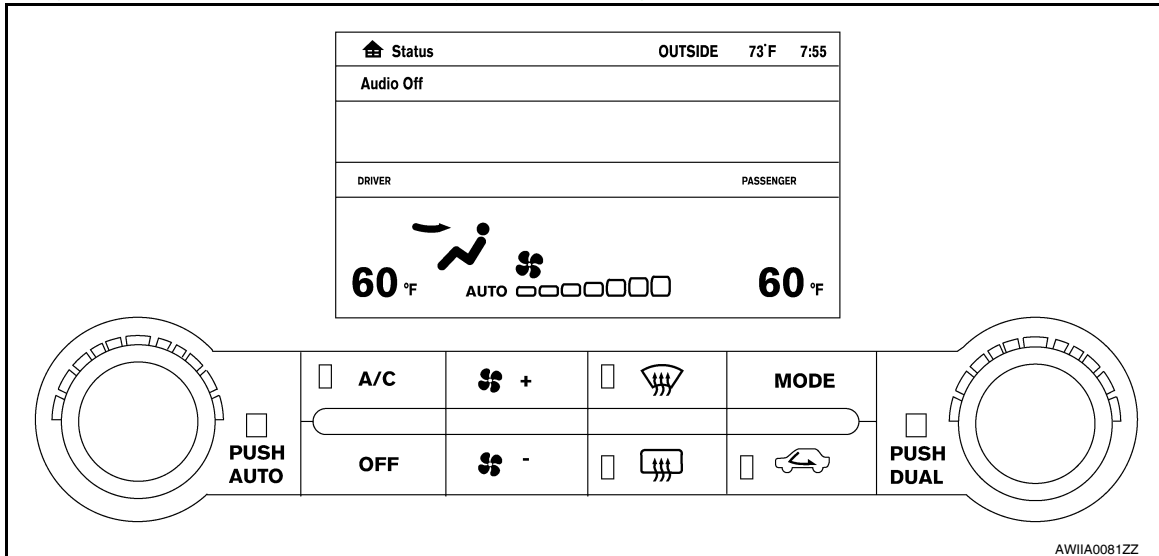 Status OUTSIDE 73°F 7:55
Audio Off
DRIVER PASSENGER
60 °F AUTO 60 °F
A/C + MODE
PUSH AUTO OFF - PUSH DUAL
AWIIA0081ZZ